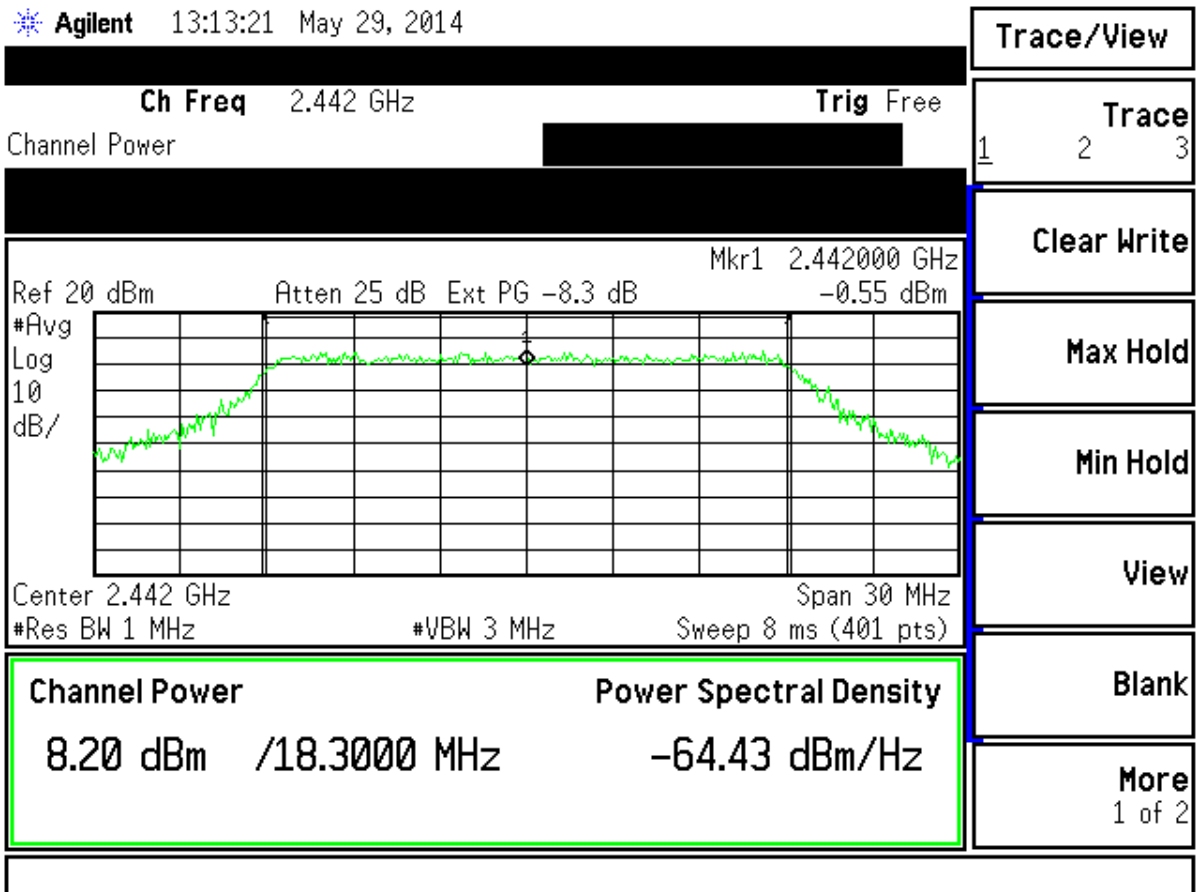 Agilent 13:13:21 May 29, 2014
Trace/View
Ch Freq 2.442 GHz Trig Free
Channel Power
Trace
1 2 3
Clear Write
Max Hold
Min Hold
View
Blank
More
1 of 2
Mkr1 2.442000 GHz
Ref 20 dBm Atten 25 dB Ext PG -8.3 dB -0.55 dBm
#Avg
Log
10
dB/
1
Center 2.442 GHz Span 30 MHz
#Res BW 1 MHz #VBW 3 MHz Sweep 8 ms (401 pts)
Channel Power Power Spectral Density
8.20 dBm /18.3000 MHz -64.43 dBm/Hz